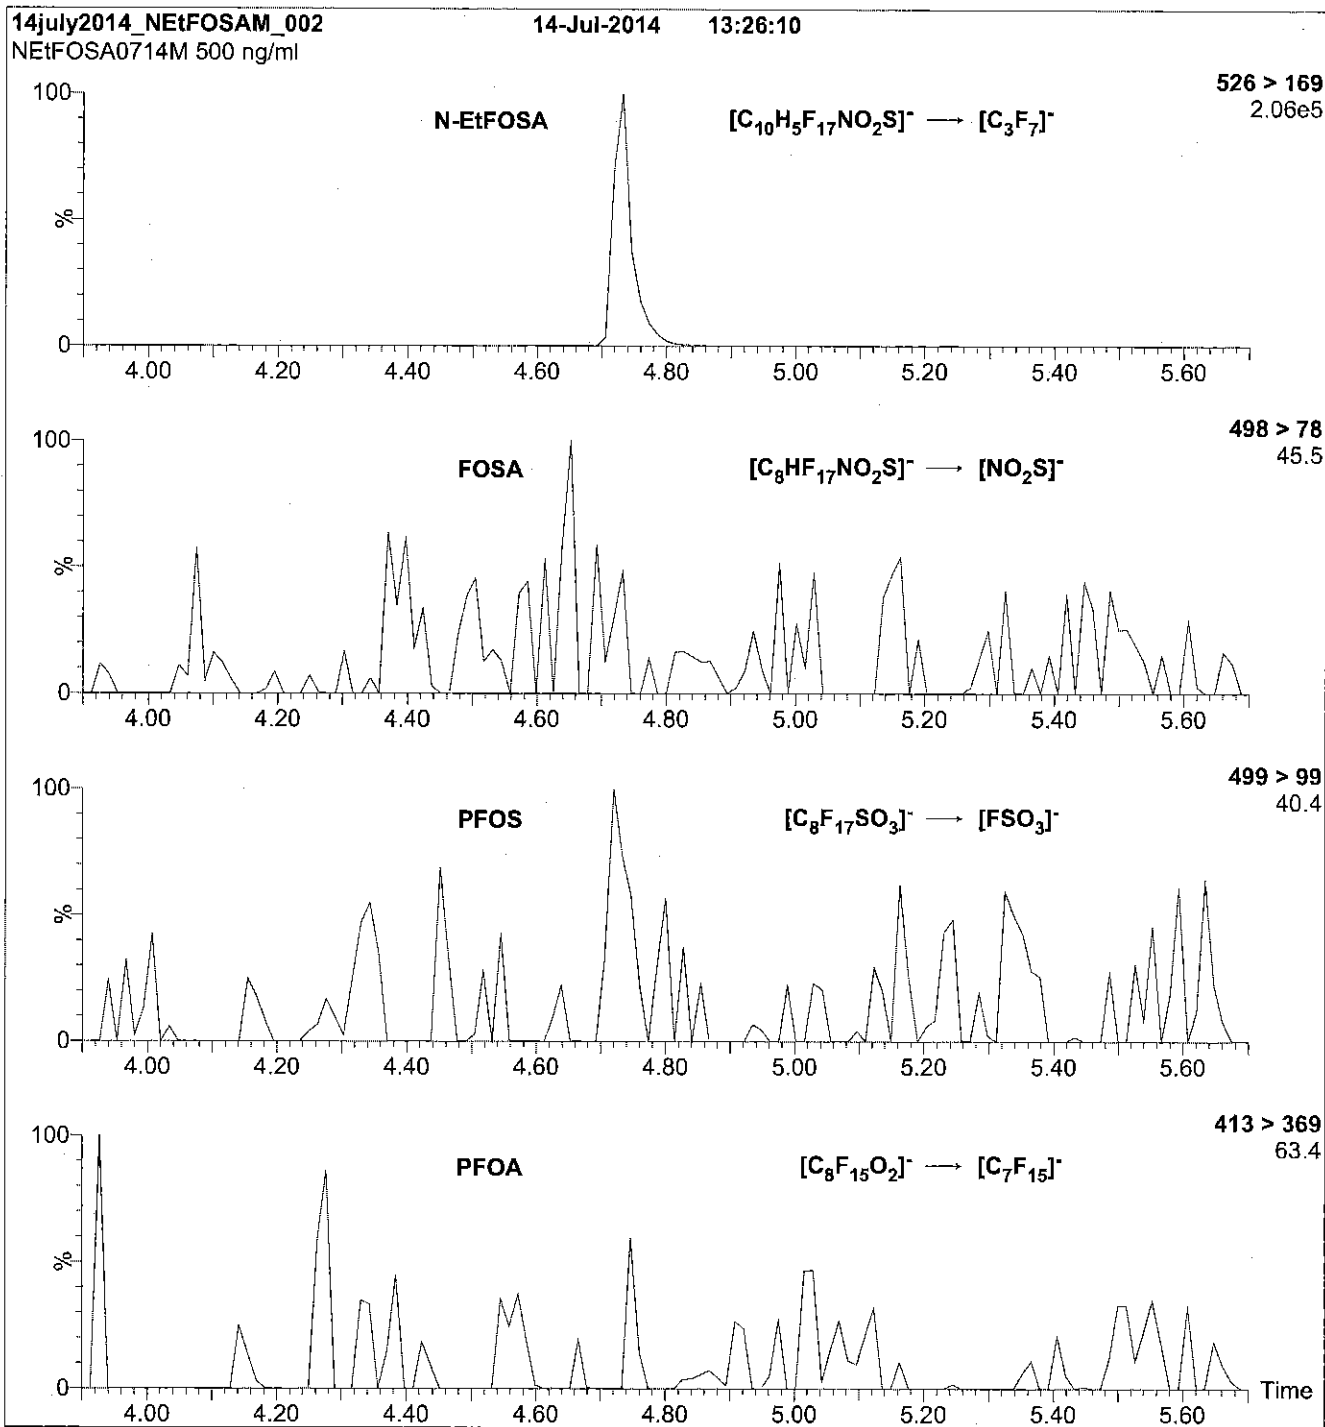 14july2014_NEtFOSAM_002 14-Jul-2014 13:26:10
NEtFOSA0714M 500 ng/ml
526 > 169
2.06e5
N-EtFOSA [C₁₀H₅F₁₇NO₂S]⁻ → [C₃F₇]⁻
100
%
0
4.00 4.20 4.40 4.60 4.80 5.00 5.20 5.40 5.60
498 > 78
45.5
FOSA [C₈HF₁₇NO₂S]⁻ → [NO₂S]⁻
100
%
0
4.00 4.20 4.40 4.60 4.80 5.00 5.20 5.40 5.60
499 > 99
40.4
PFOS [C₈F₁₇SO₃]⁻ → [FSO₃]⁻
100
%
0
4.00 4.20 4.40 4.60 4.80 5.00 5.20 5.40 5.60
413 > 369
63.4
PFOA [C₈F₁₅O₂]⁻ → [C₇F₁₅]⁻
100
%
0
Time
4.00 4.20 4.40 4.60 4.80 5.00 5.20 5.40 5.60